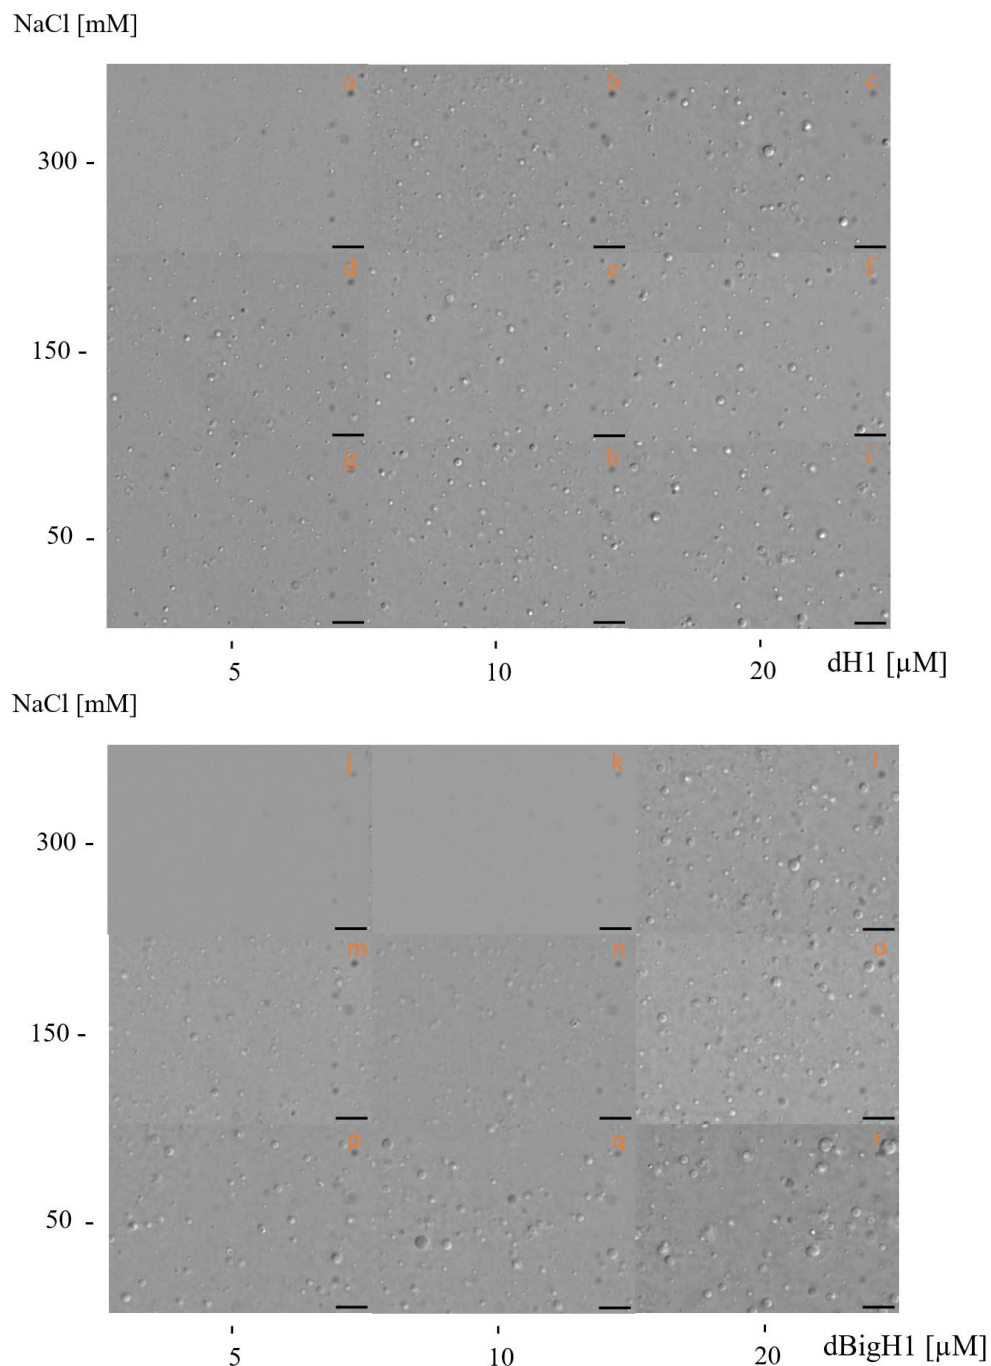 NaCl [mM]
a b c
300 -
d e f
150 -
g h i
50 -
5 10 20 dH1 [µM]
NaCl [mM]
j k l
300 -
m n o
150 -
p q r
50 -
5 10 20 dBigH1 [µM]